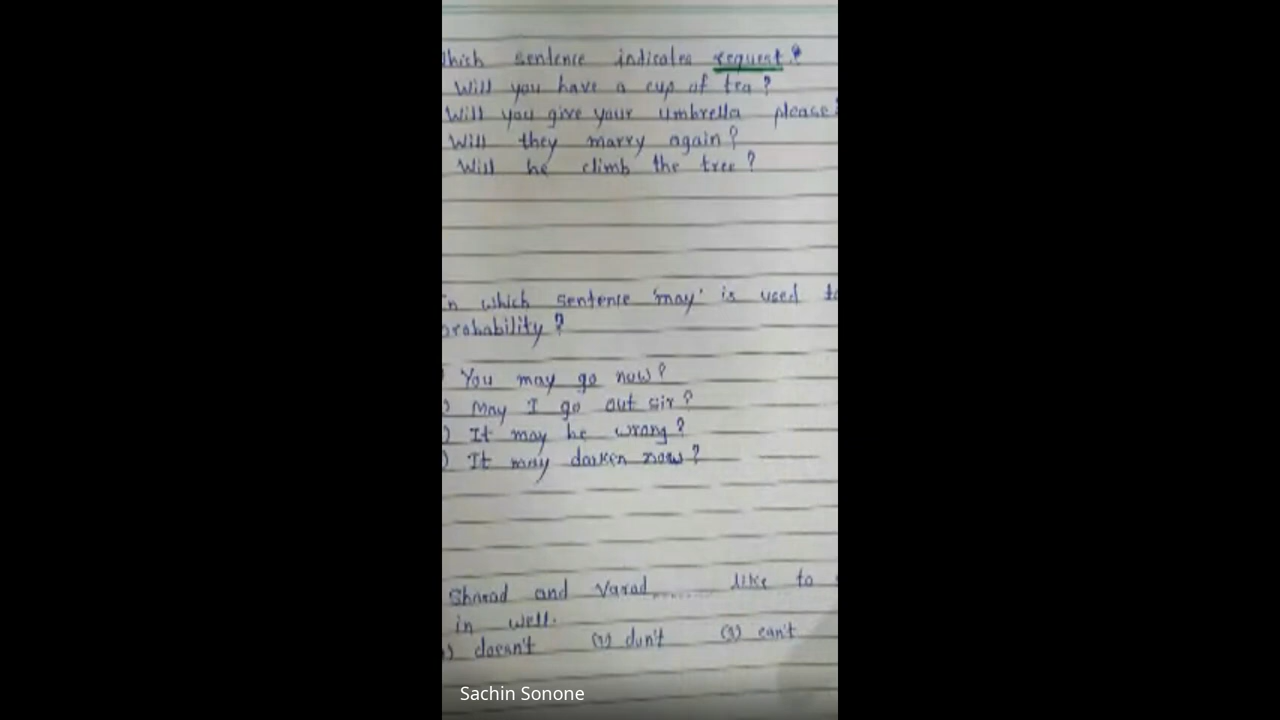 hich sentence indicates request?
Will you have a cup of tea?
Will you give your umbrella please?
Will they marry again?
Will he climb the tree?
In which sentence 'may' is used to
probability?
You may go now?
) May I go out sir?
) It may be wrong?
) It may darken now?
Sharad and Varad...... like to
in well.
) doesn't (2) don't (3) can't
Sachin Sonone